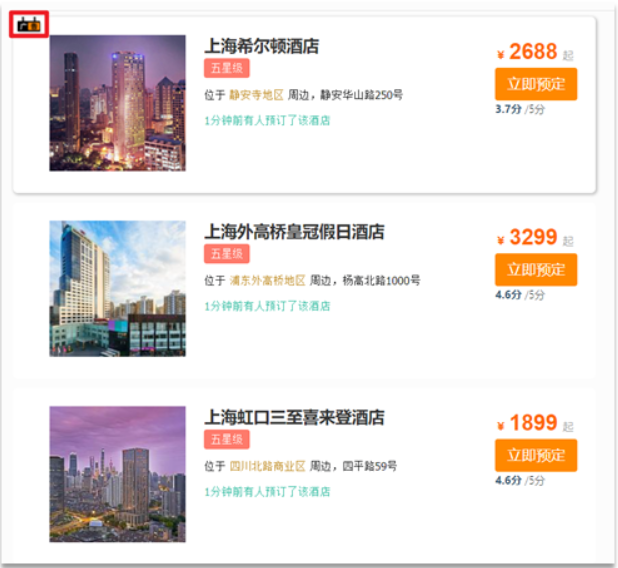 广告
上海希尔顿酒店
五星级
位于 静安寺地区 周边，静安华山路250号
1分钟前有人预订了该酒店
¥ 2688 起
立即预定
3.7分 /5分
上海外高桥皇冠假日酒店
五星级
位于 浦东外高桥地区 周边，杨高北路1000号
1分钟前有人预订了该酒店
¥ 3299 起
立即预定
4.6分 /5分
上海虹口三至喜来登酒店
五星级
位于 四川北路商业区 周边，四平路59号
1分钟前有人预订了该酒店
¥ 1899 起
立即预定
4.6分 /5分